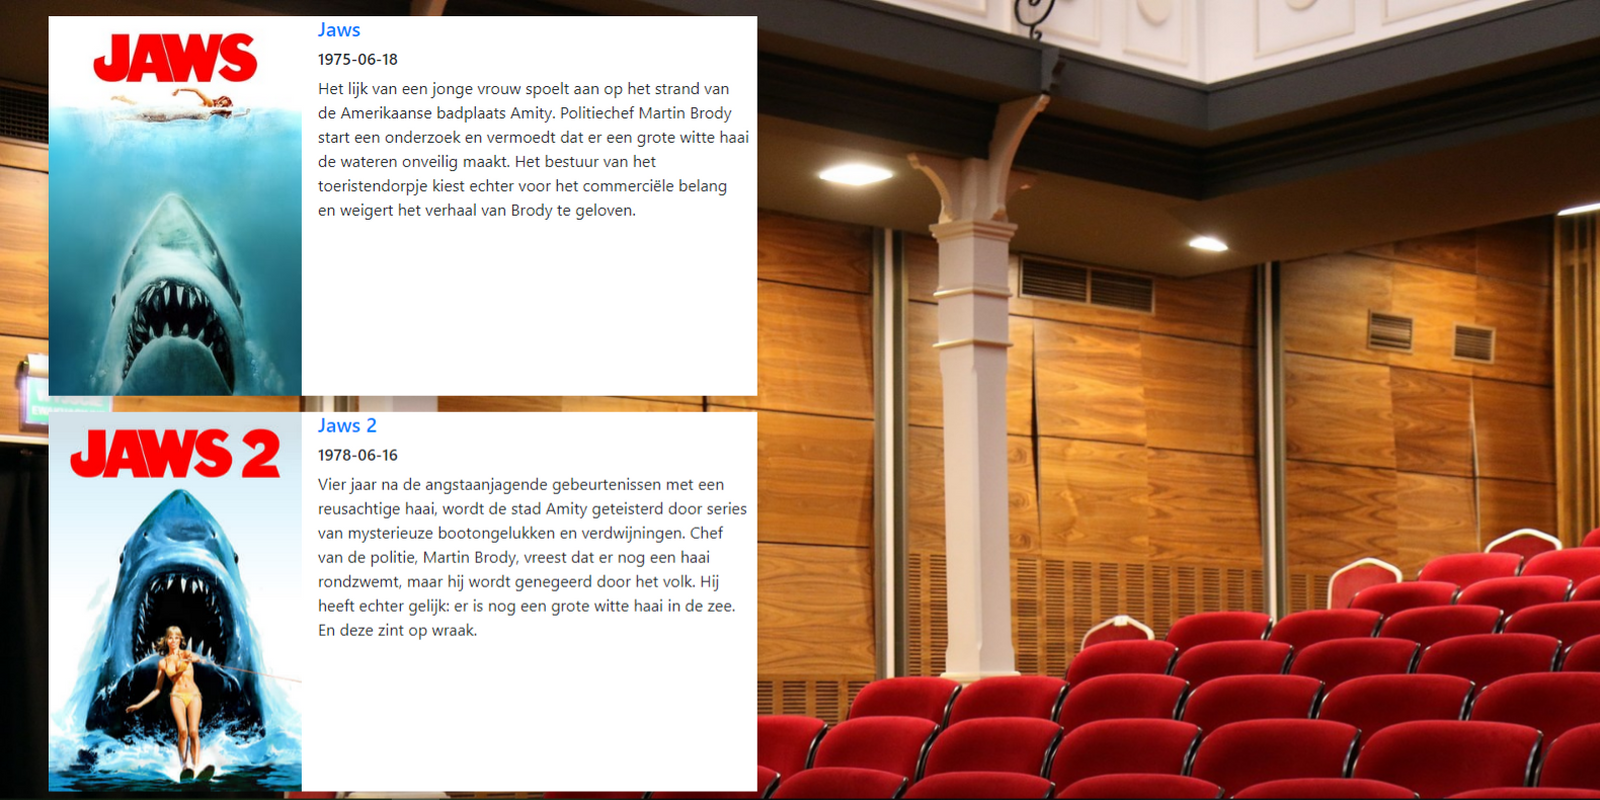 JAWS
Jaws
1975-06-18
Het lijk van een jonge vrouw spoelt aan op het strand van
de Amerikaanse badplaats Amity. Politiechef Martin Brody
start een onderzoek en vermoedt dat er een grote witte haai
de wateren onveilig maakt. Het bestuur van het
toeristendorpje kiest echter voor het commerciële belang
en weigert het verhaal van Brody te geloven.
JAWS 2
Jaws 2
1978-06-16
Vier jaar na de angstaanjagende gebeurtenissen met een
reusachtige haai, wordt de stad Amity geteisterd door series
van mysterieuze bootongelukken en verdwijningen. Chef
van de politie, Martin Brody, vreest dat er nog een haai
rondzwemt, maar hij wordt genegeerd door het volk. Hij
heeft echter gelijk: er is nog een grote witte haai in de zee.
En deze zint op wraak.